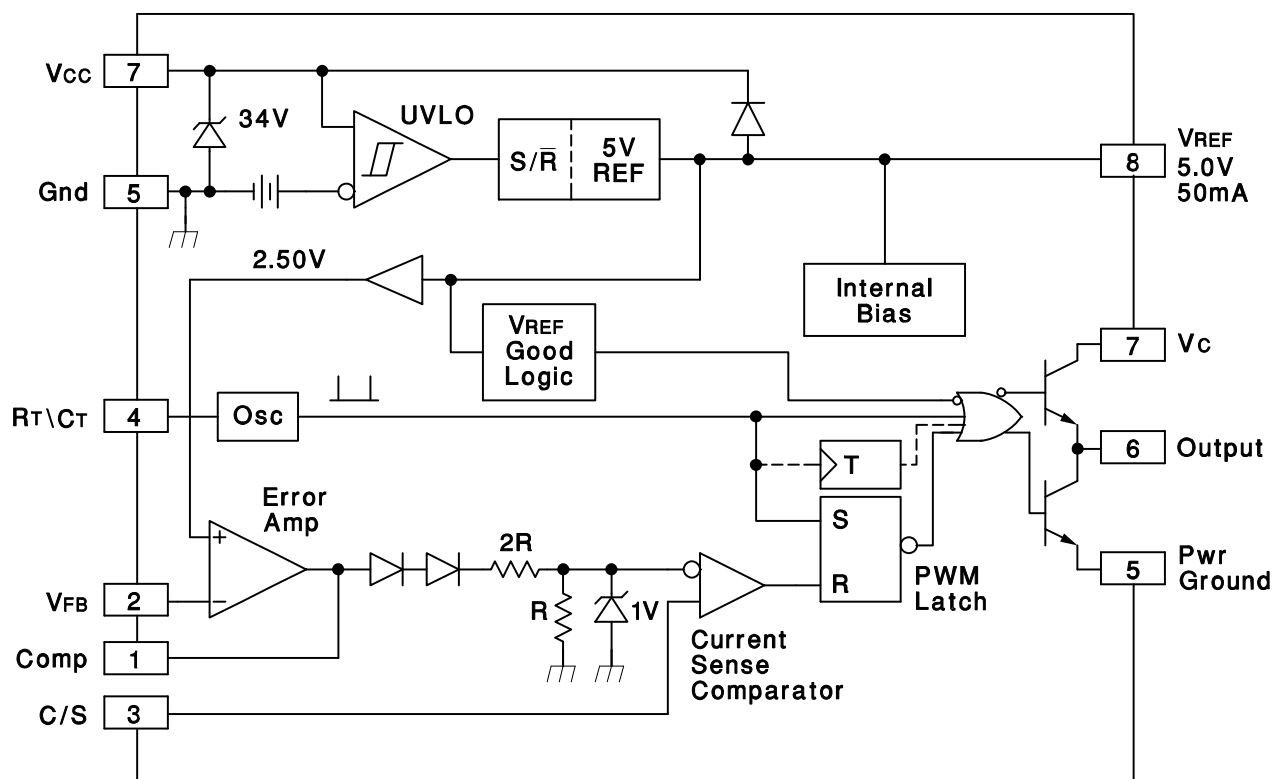 VCC
7
34V
UVLO
S/R̅
5V
REF
VREF
8
5.0V
50mA
Gnd
5
2.50V
Internal
Bias
VREF
Good
Logic
7
VC
RT\CT
4
Osc
6
Output
T
Error
Amp
+
−
2R
S
R
PWM
Latch
5
Pwr
Ground
VFB
2
R
1V
Comp
1
Current
Sense
Comparator
C/S
3